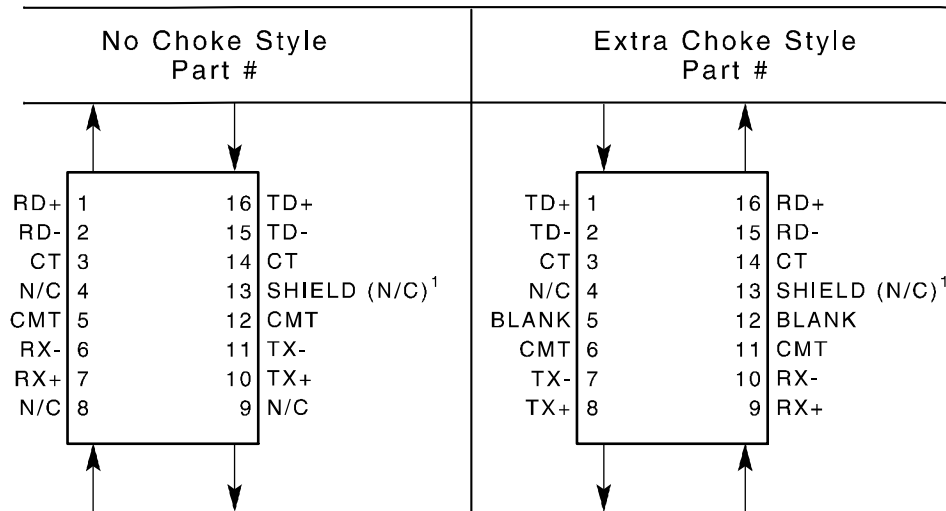 No Choke Style
Part #
Extra Choke Style
Part #
RD+ 1 16 TD+
RD- 2 15 TD-
CT 3 14 CT
N/C 4 13 SHIELD (N/C)1
CMT 5 12 CMT
RX- 6 11 TX-
RX+ 7 10 TX+
N/C 8 9 N/C
TD+ 1 16 RD+
TD- 2 15 RD-
CT 3 14 CT
N/C 4 13 SHIELD (N/C)1
BLANK 5 12 BLANK
CMT 6 11 CMT
TX- 7 10 RX-
TX+ 8 9 RX+